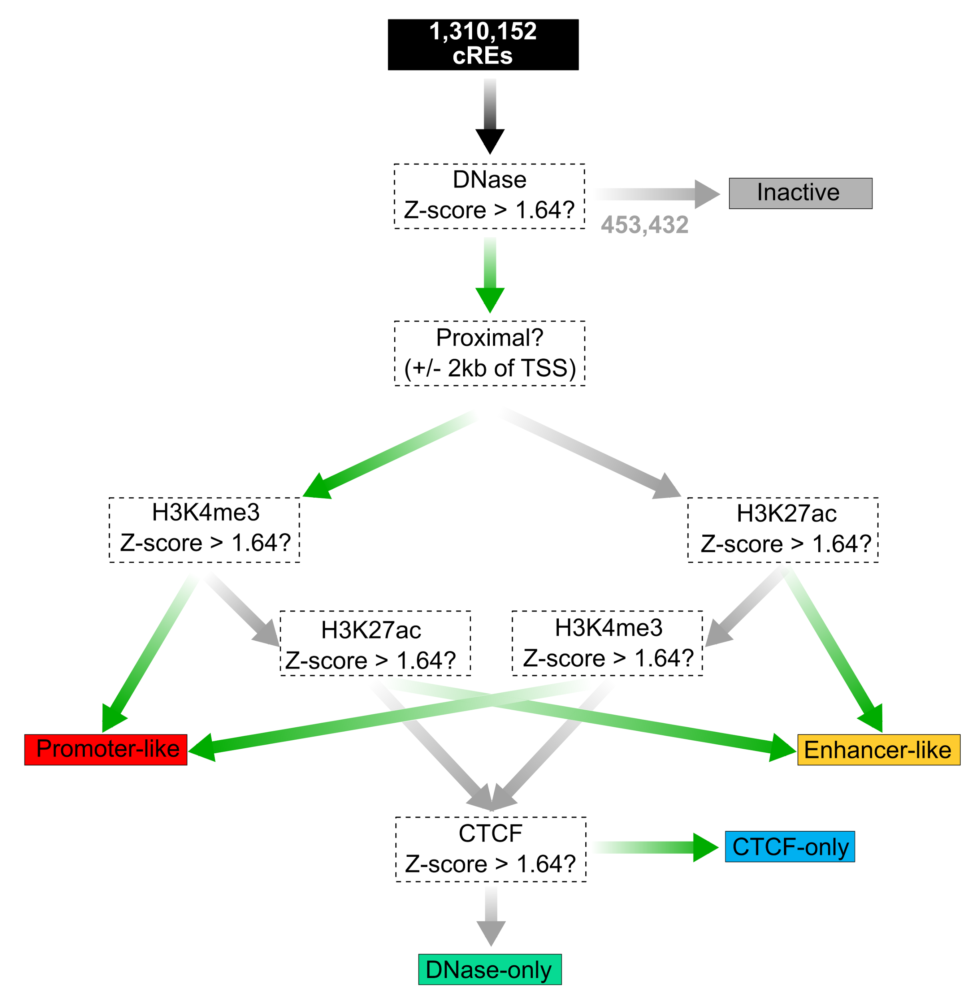 1,310,152
cREs
DNase
Z-score > 1.64?
Inactive
453,432
Proximal?
(+/- 2kb of TSS)
H3K4me3
Z-score > 1.64?
H3K27ac
Z-score > 1.64?
H3K27ac
Z-score > 1.64?
H3K4me3
Z-score > 1.64?
Promoter-like
Enhancer-like
CTCF
Z-score > 1.64?
CTCF-only
DNase-only